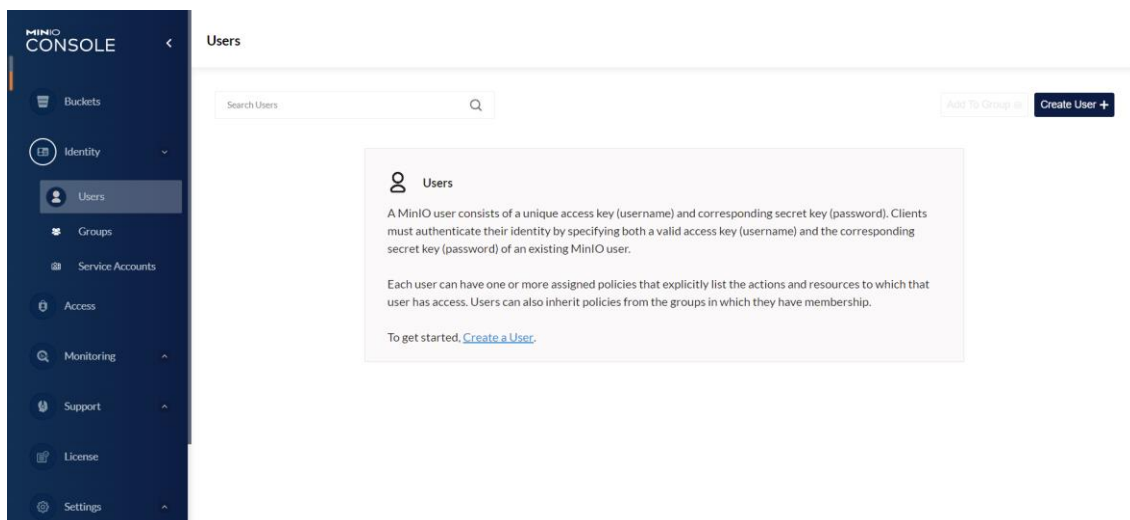 MINIO
CONSOLE
Users
Buckets
Identity
Users
Groups
Service Accounts
Access
Monitoring
Support
License
Settings
Search Users
Add To Group
Create User +
Users
A MinIO user consists of a unique access key (username) and corresponding secret key (password). Clients
must authenticate their identity by specifying both a valid access key (username) and the corresponding
secret key (password) of an existing MinIO user.
Each user can have one or more assigned policies that explicitly list the actions and resources to which that
user has access. Users can also inherit policies from the groups in which they have membership.
To get started, Create a User.